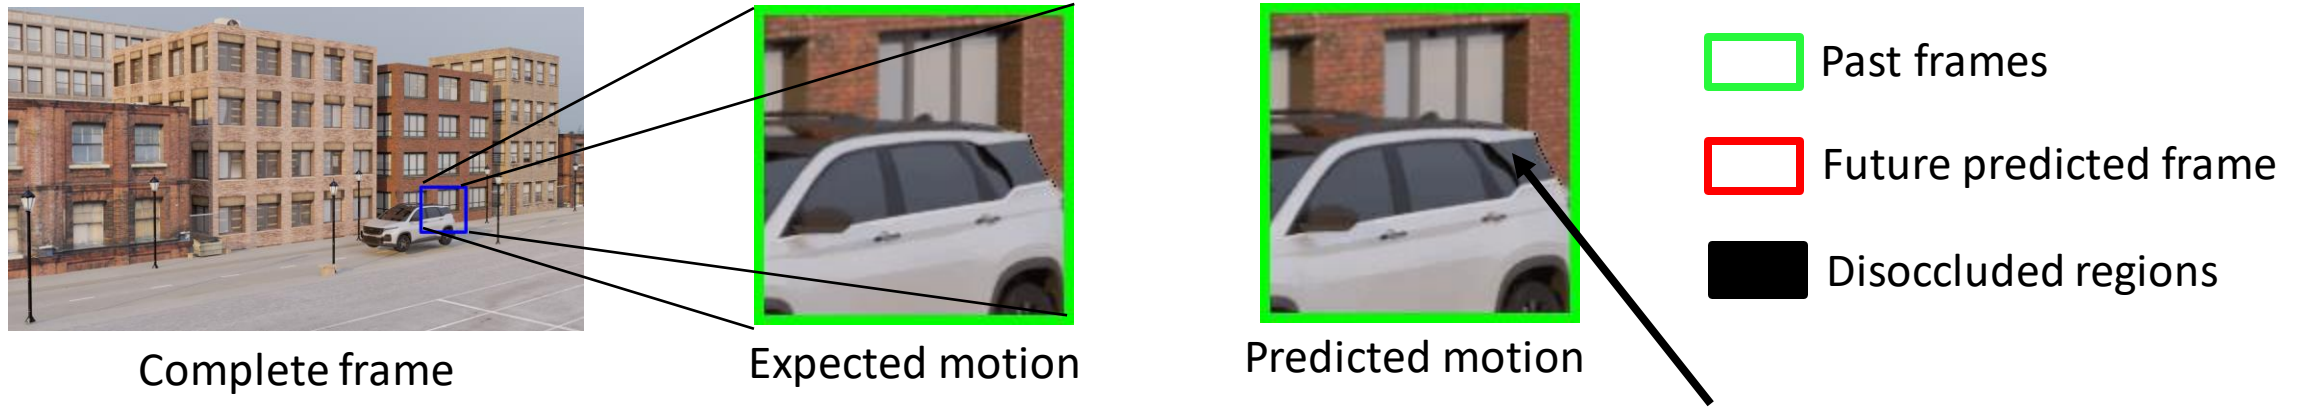 Past frames
Future predicted frame
Disoccluded regions
Complete frame
Expected motion
Predicted motion